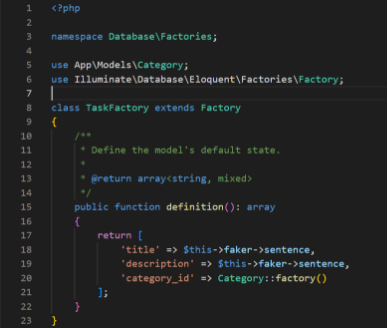 1 <?php
2
3 namespace Database\Factories;
4
5 use App\Models\Category;
6 use Illuminate\Database\Eloquent\Factories\Factory;
7
8 class TaskFactory extends Factory
9 {
10     /**
11      * Define the model's default state.
12      *
13      * @return array<string, mixed>
14      */
15     public function definition(): array
16     {
17         return [
18             'title' => $this->faker->sentence,
19             'description' => $this->faker->sentence,
20             'category_id' => Category::factory()
21         ];
22     }
23 }